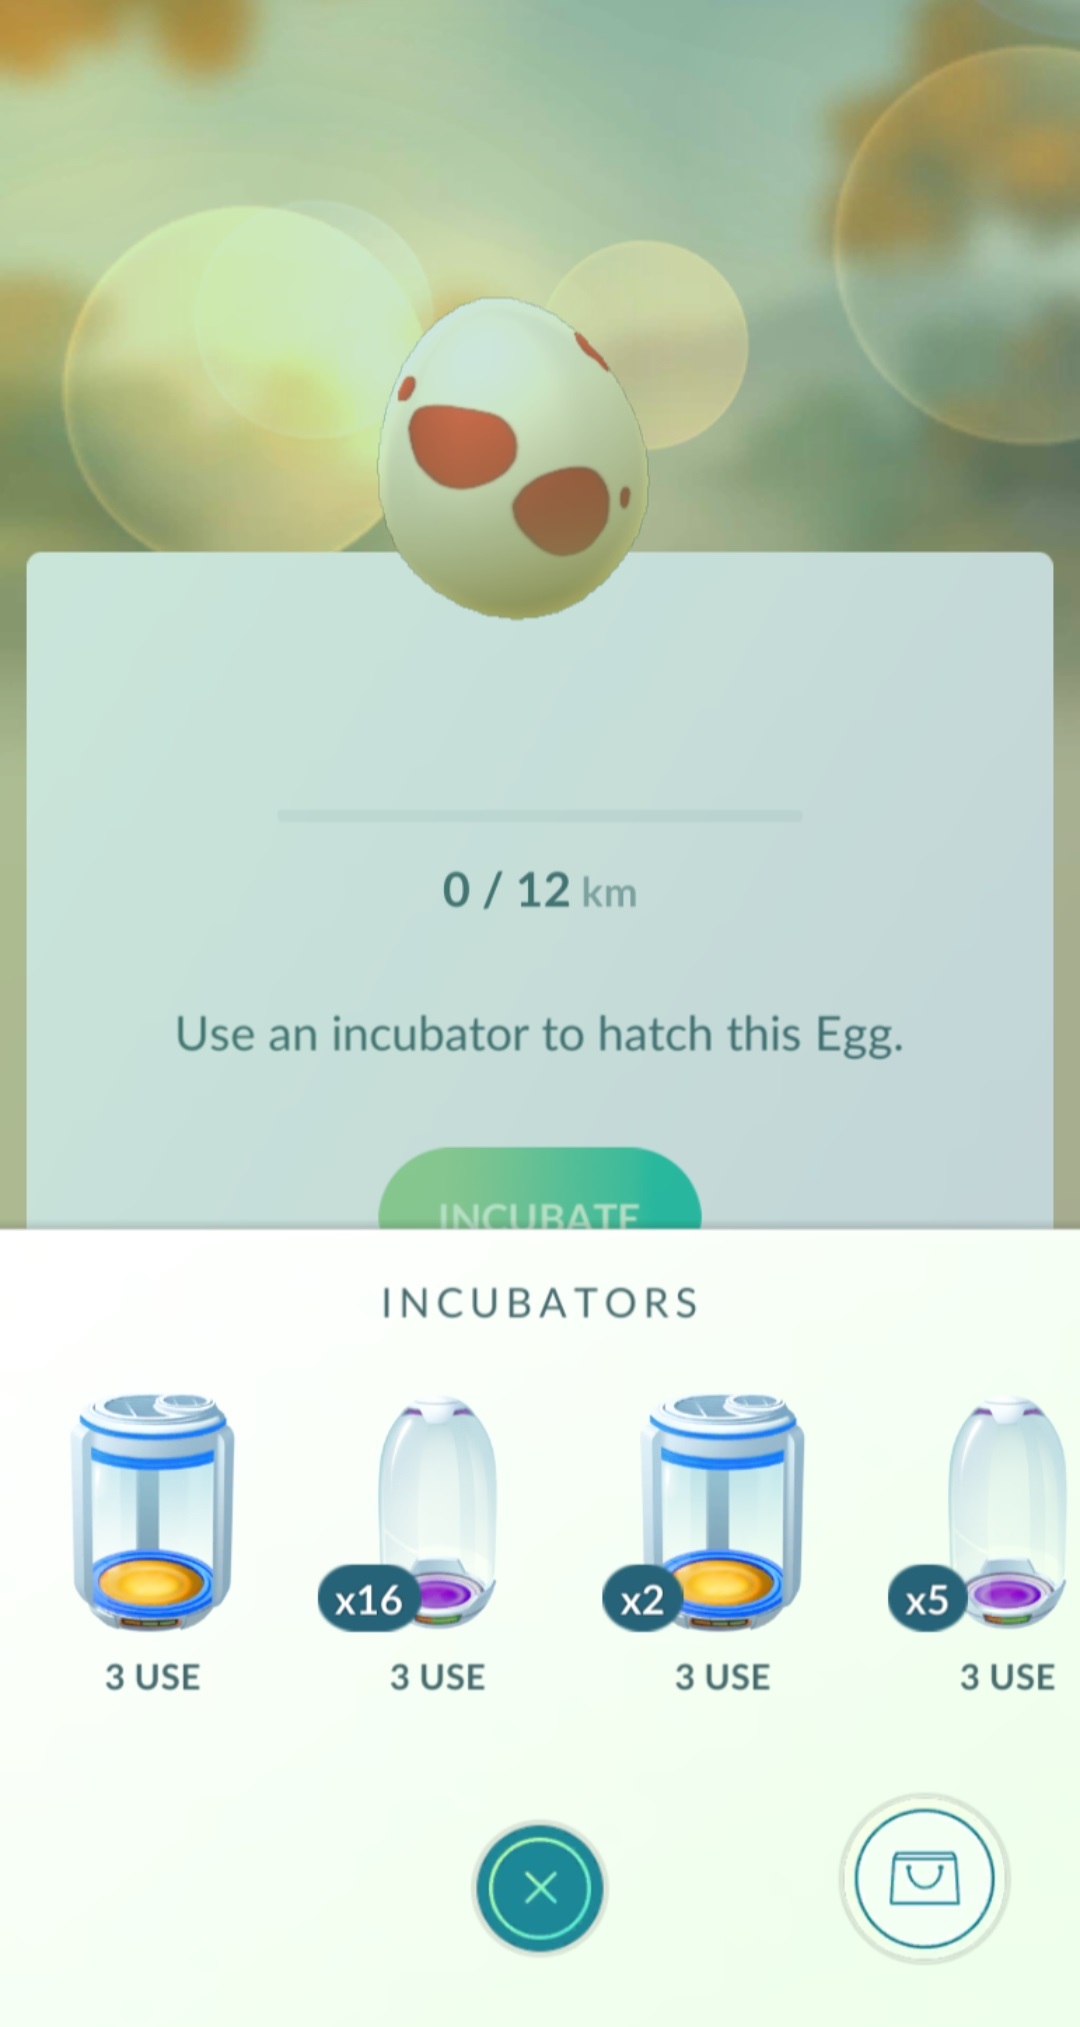 0 / 12 km
Use an incubator to hatch this Egg.
INCUBATE
INCUBATORS
x16
x2
x5
3 USE
3 USE
3 USE
3 USE